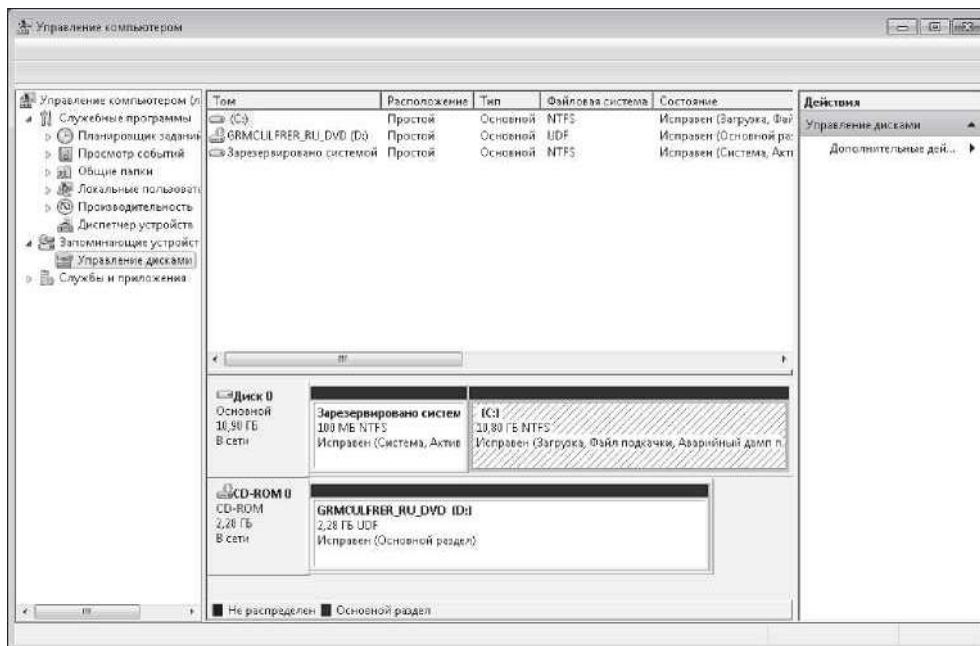 Управление компьютером
Управление компьютером (л
Служебные программы
Планировщик задани
Просмотр событий
Общие папки
Локальные пользовате
Производительность
Диспетчер устройств
Запоминающие устройст
Управление дисками
Службы и приложения
Том Расположение Тип Файловая система Состояние
(C:) Простой Основной NTFS Исправен (Загрузка, Фай
GRMCULFRER_RU_DVD (D:) Простой Основной UDF Исправен (Основной раз
Зарезервировано системой Простой Основной NTFS Исправен (Система, Акти
Диск 0
Основной
10,90 ГБ
В сети
Зарезервировано систем
100 МБ NTFS
Исправен (Система, Актив
(C:)
10,80 ГБ NTFS
Исправен (Загрузка, Файл подкачки, Аварийный дамп п
CD-ROM 0
CD-ROM
2,28 ГБ
В сети
GRMCULFRER_RU_DVD (D:)
2,28 ГБ UDF
Исправен (Основной раздел)
Не распределен Основной раздел
Действия
Управление дисками
Дополнительные дей...